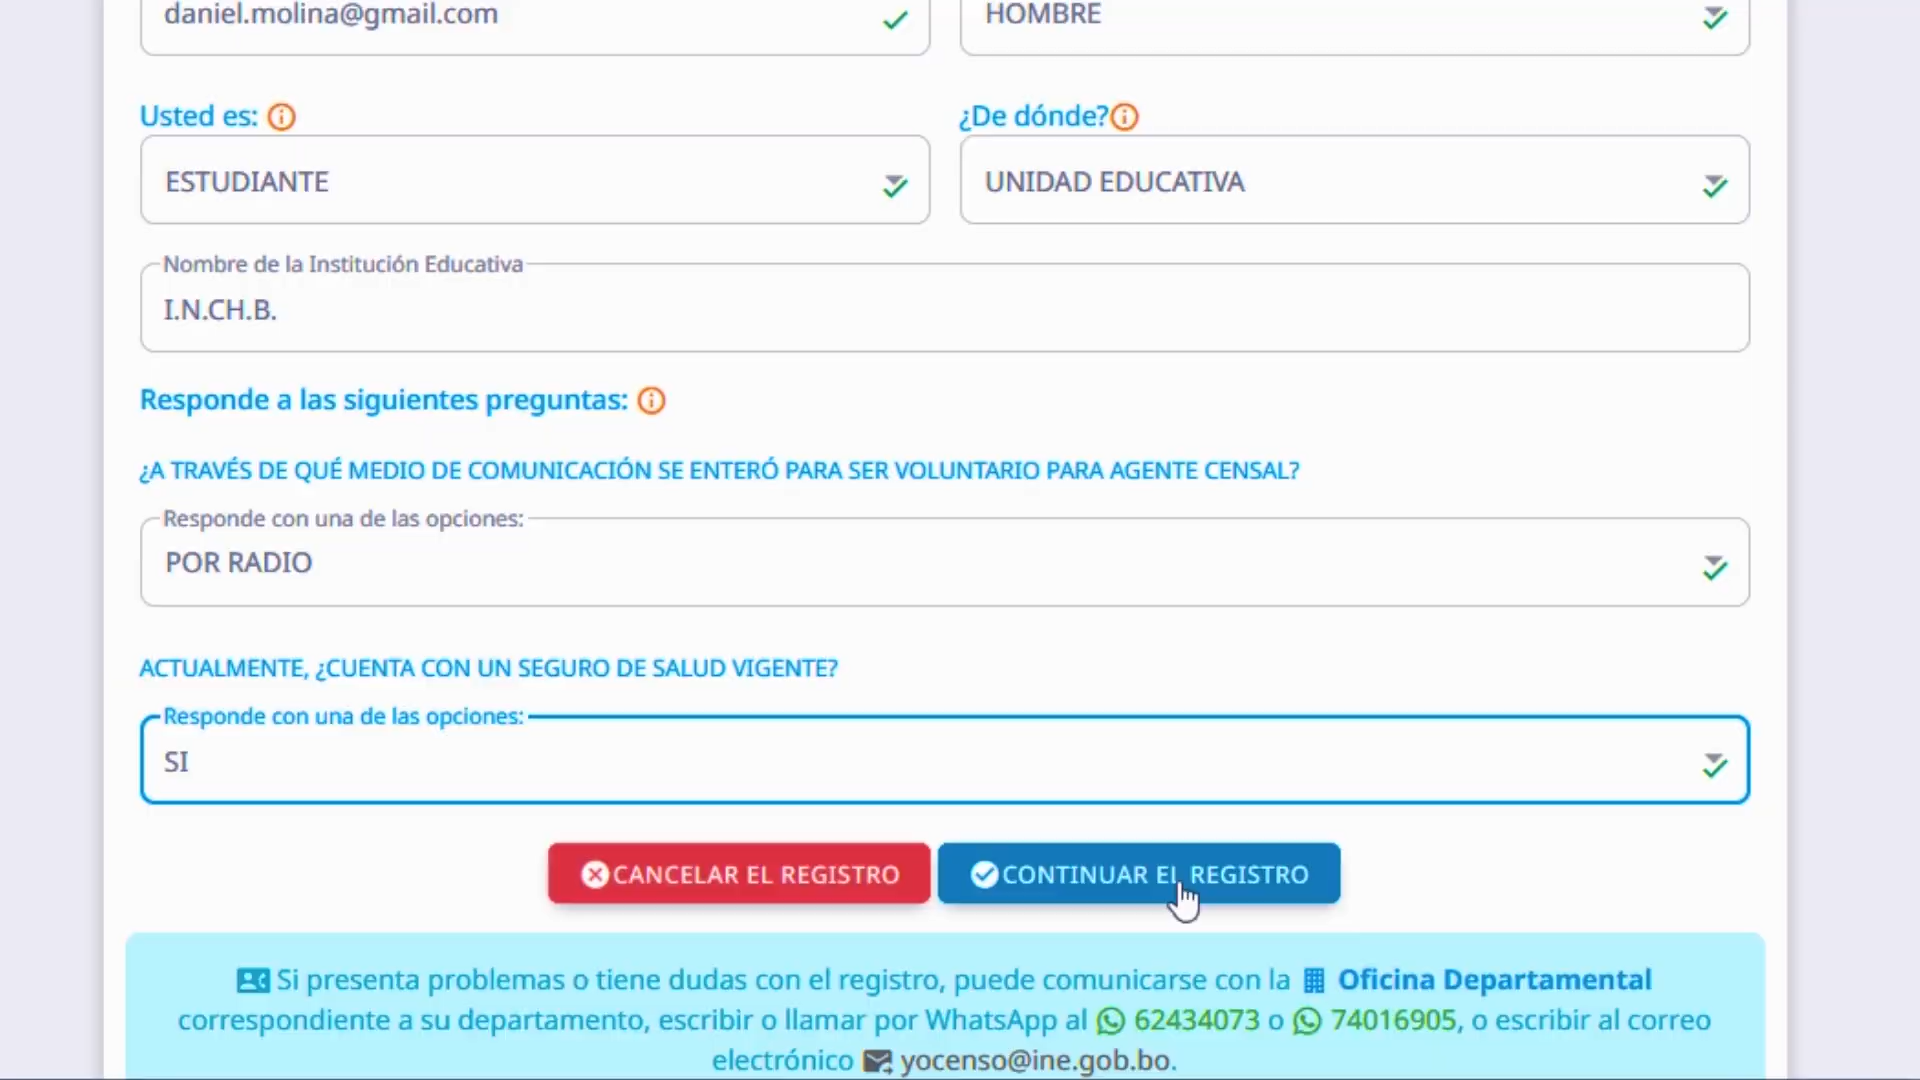 daniel.molina@gmail.com
HOMBRE
Usted es:
¿De dónde?
ESTUDIANTE
UNIDAD EDUCATIVA
Nombre de la Institución Educativa
I.N.CH.B.
Responde a las siguientes preguntas:
¿A TRAVÉS DE QUÉ MEDIO DE COMUNICACIÓN SE ENTERÓ PARA SER VOLUNTARIO PARA AGENTE CENSAL?
Responde con una de las opciones:
POR RADIO
ACTUALMENTE, ¿CUENTA CON UN SEGURO DE SALUD VIGENTE?
Responde con una de las opciones:
SI
CANCELAR EL REGISTRO
CONTINUAR EL REGISTRO
Si presenta problemas o tiene dudas con el registro, puede comunicarse con la Oficina Departamental
correspondiente a su departamento, escribir o llamar por WhatsApp al 62434073 o 74016905, o escribir al correo
electrónico yocenso@ine.gob.bo.